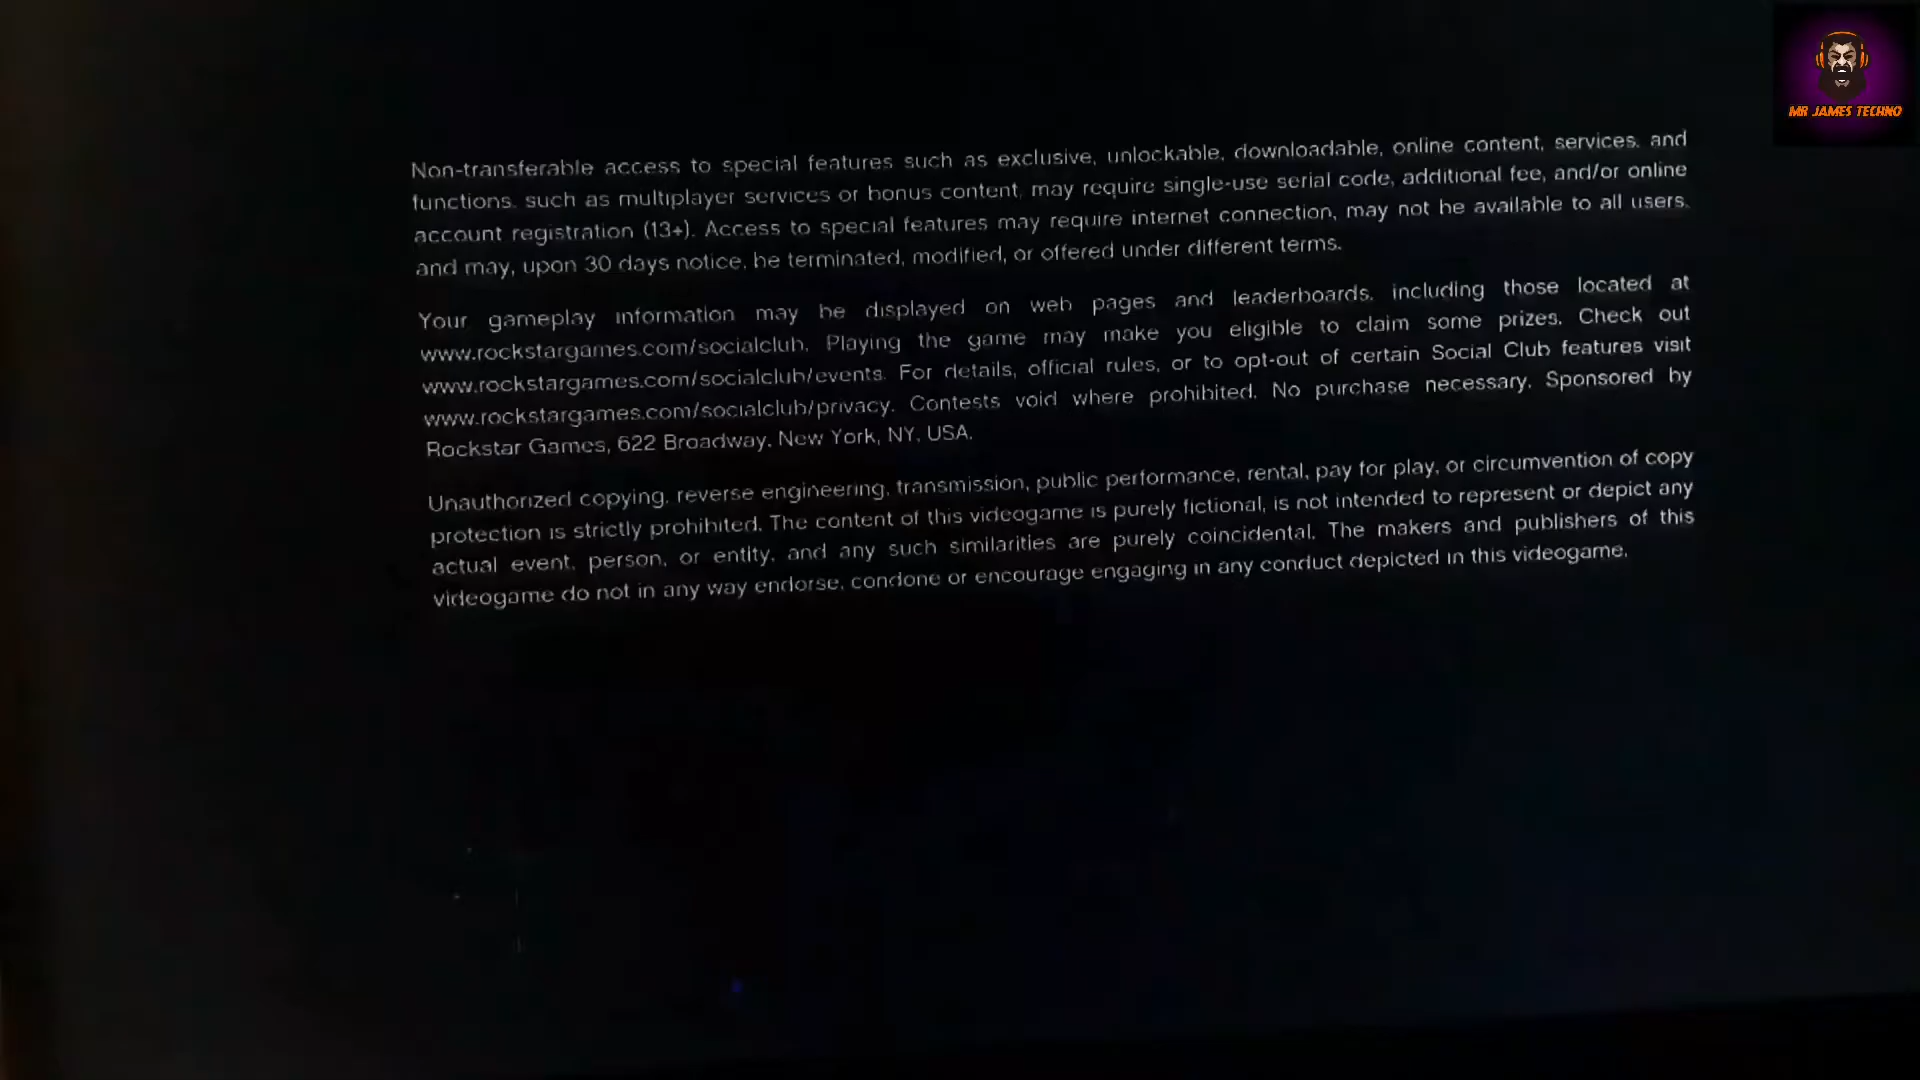 MR JAMES TECHNO
Non-transferable access to special features such as exclusive, unlockable, downloadable, online content, services, and
functions, such as multiplayer services or bonus content, may require single-use serial code, additional fee, and/or online
account registration (13+). Access to special features may require internet connection, may not be available to all users,
and may, upon 30 days notice, be terminated, modified, or offered under different terms.
Your gameplay information may be displayed on web pages and leaderboards, including those located at
www.rockstargames.com/socialclub. Playing the game may make you eligible to claim some prizes. Check out
www.rockstargames.com/socialclub/events. For details, official rules, or to opt-out of certain Social Club features visit
www.rockstargames.com/socialclub/privacy. Contests void where prohibited. No purchase necessary. Sponsored by
Rockstar Games, 622 Broadway, New York, NY, USA.
Unauthorized copying, reverse engineering, transmission, public performance, rental, pay for play, or circumvention of copy
protection is strictly prohibited. The content of this videogame is purely fictional, is not intended to represent or depict any
actual event, person, or entity, and any such similarities are purely coincidental. The makers and publishers of this
videogame do not in any way endorse, condone or encourage engaging in any conduct depicted in this videogame.